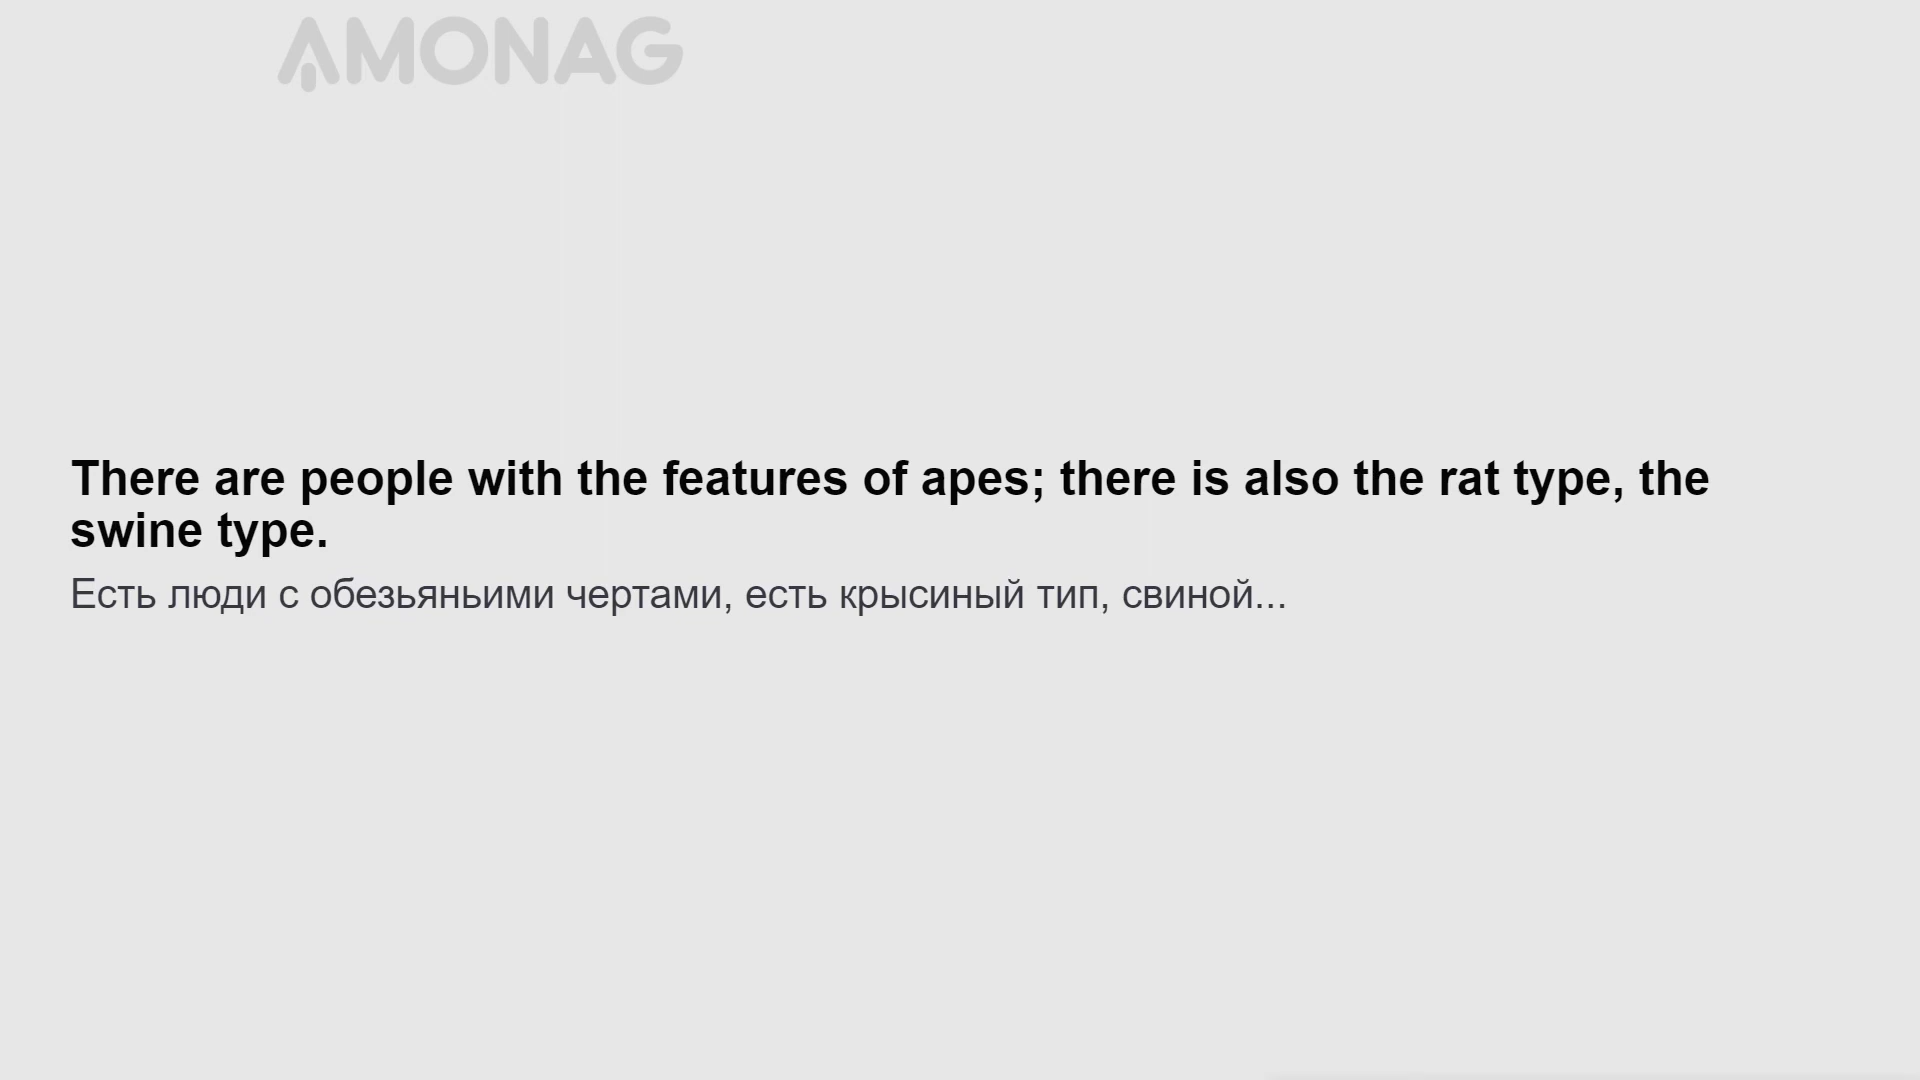 AMONAG
There are people with the features of apes; there is also the rat type, the
swine type.
Есть люди с обезьяньими чертами, есть крысиный тип, свиной...